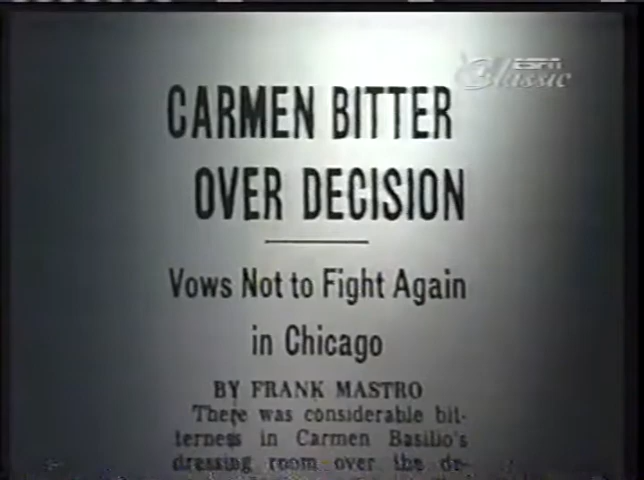 ESPN
Classic
CARMEN BITTER
OVER DECISION
Vows Not to Fight Again
in Chicago
BY FRANK MASTRO
There was considerable bit-
terness in Carmen Basilio's
dressing room over the de-